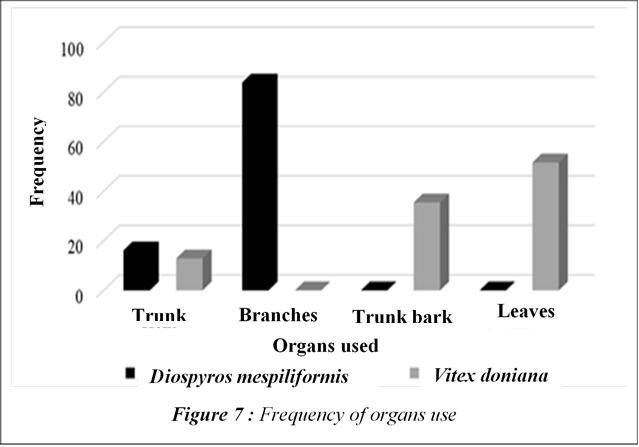 Frequency
100
80
60
40
20
0
Trunk Branches Trunk bark Leaves
Organs used
Diospyros mespiliformis Vitex doniana
Figure 7 : Frequency of organs use